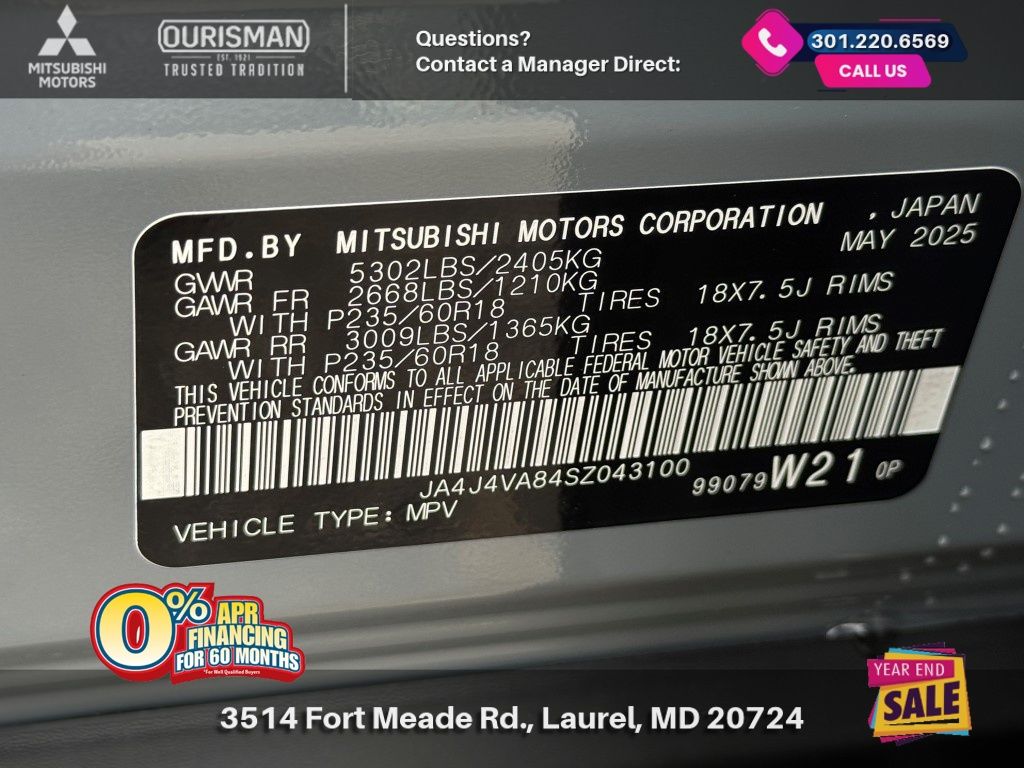 MITSUBISHI
MOTORS
OURISMAN
EST. 1921
TRUSTED TRADITION
Questions?
Contact a Manager Direct:
301.220.6569
CALL US
MFD.BY MITSUBISHI MOTORS CORPORATION , JAPAN
MAY 2025
GVWR 5302LBS/2405KG
GAWR FR 2668LBS/1210KG
WITH P235/60R18 TIRES 18X7.5J RIMS
GAWR RR 3009LBS/1365KG
WITH P235/60R18 TIRES 18X7.5J RIMS
THIS VEHICLE CONFORMS TO ALL APPLICABLE FEDERAL MOTOR VEHICLE SAFETY AND THEFT
PREVENTION STANDARDS IN EFFECT ON THE DATE OF MANUFACTURE SHOWN ABOVE.
JA4J4VA84SZ043100
99079 W21 0P
VEHICLE TYPE: MPV
0% APR
FINANCING
FOR 60 MONTHS
*For Well Qualified Buyers
YEAR END
SALE
3514 Fort Meade Rd., Laurel, MD 20724